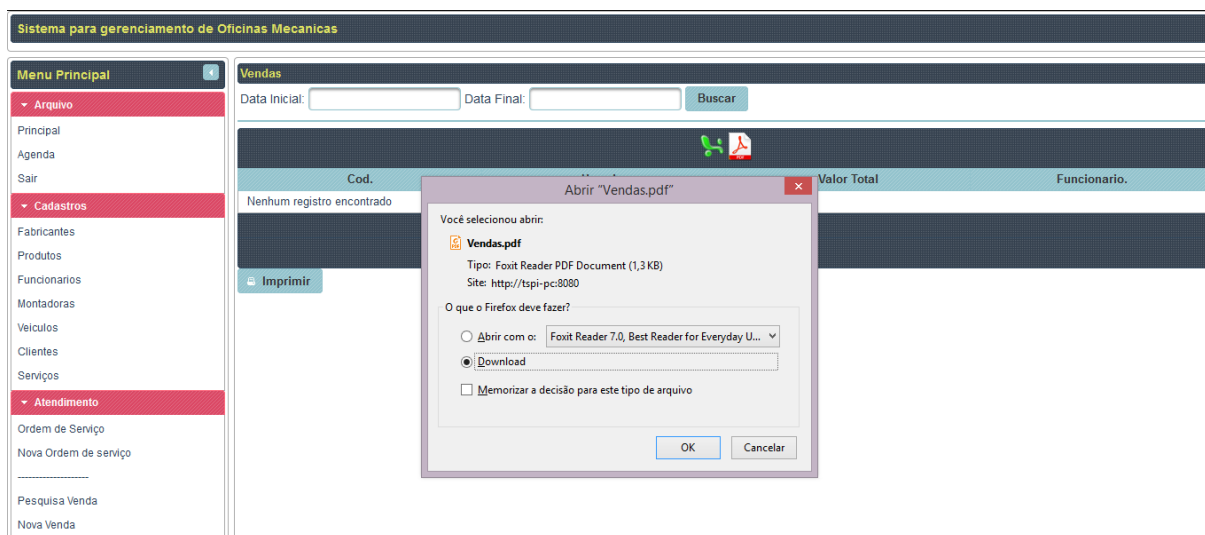 Sistema para gerenciamento de Oficinas Mecanicas
Menu Principal
Arquivo
Principal
Agenda
Sair
Cadastros
Fabricantes
Produtos
Funcionarios
Montadoras
Veiculos
Clientes
Serviços
Atendimento
Ordem de Serviço
Nova Ordem de serviço
--------------------
Pesquisa Venda
Nova Venda
Vendas
Data Inicial: Data Final: Buscar
PDF
Cod. Valor Total Funcionario.
Nenhum registro encontrado
Imprimir
Abrir "Vendas.pdf"
Você selecionou abrir:
Vendas.pdf
Tipo: Foxit Reader PDF Document (1,3 KB)
Site: http://tspi-pc:8080
O que o Firefox deve fazer?
Abrir com o: Foxit Reader 7.0, Best Reader for Everyday U...
Download
Memorizar a decisão para este tipo de arquivo
OK Cancelar